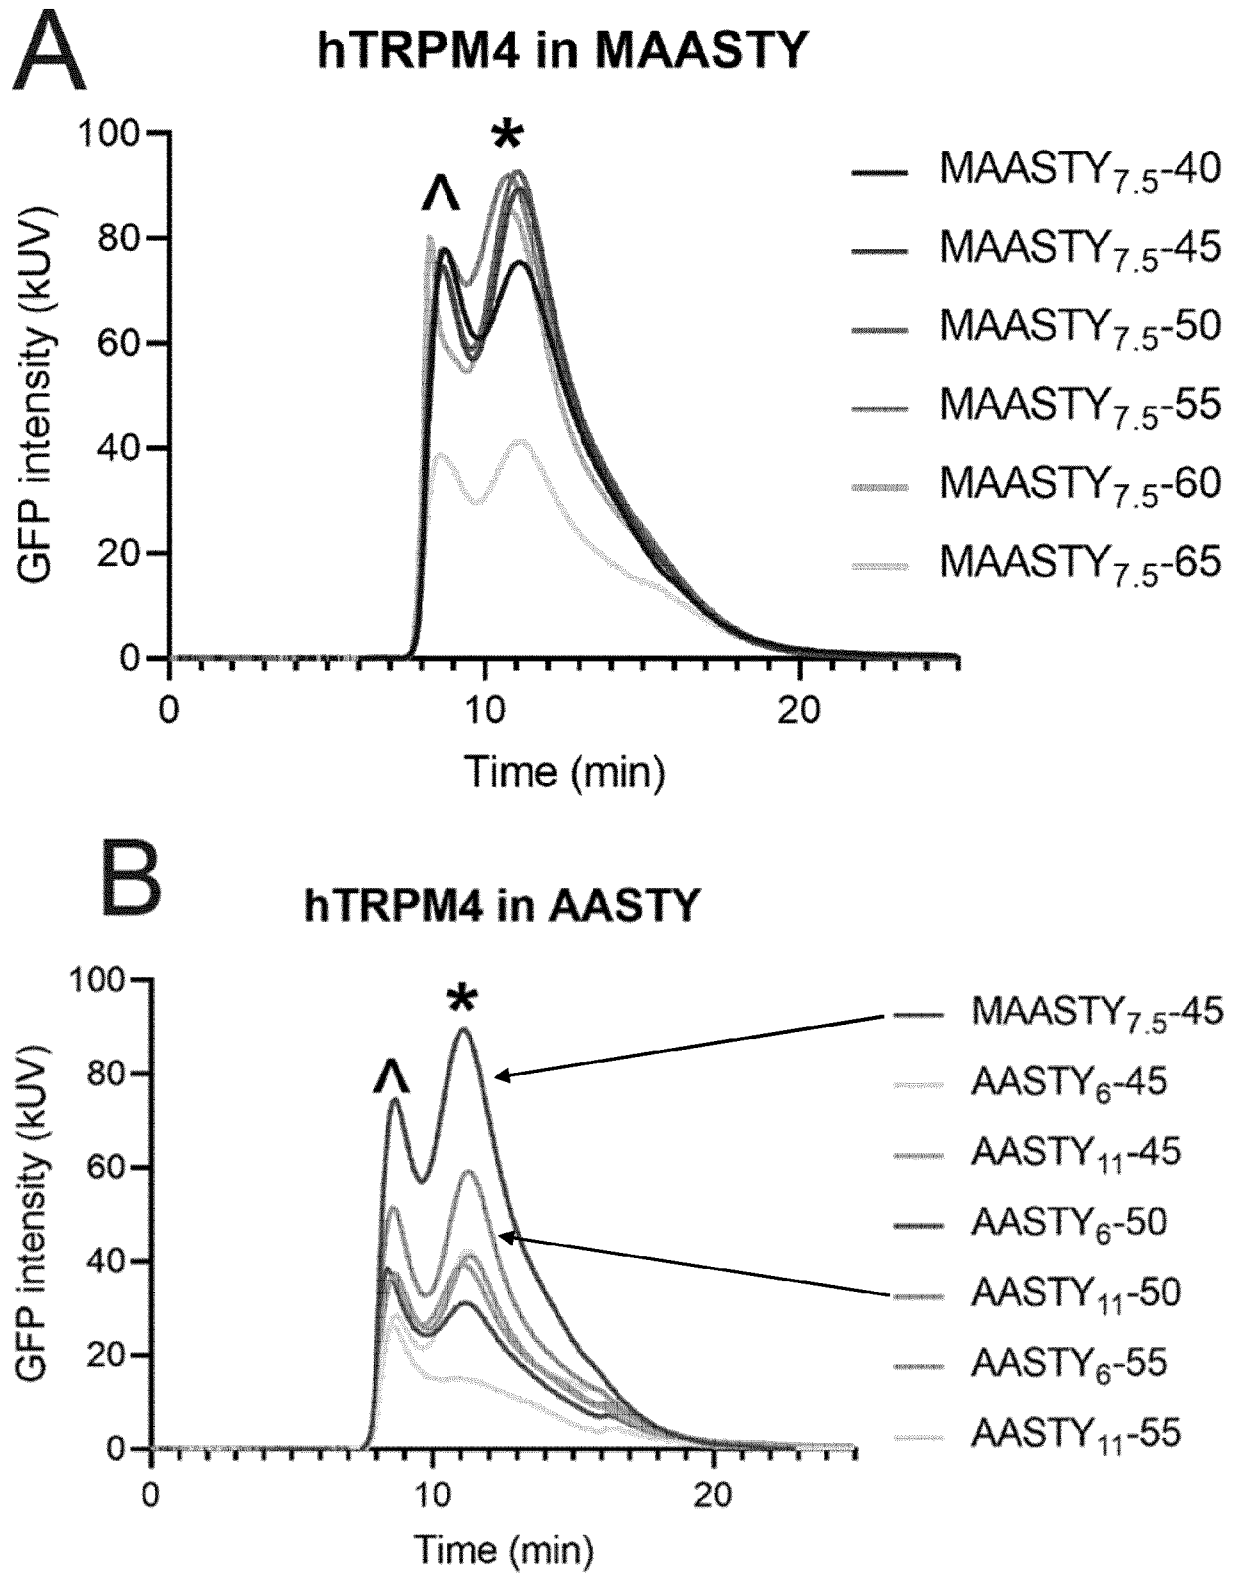 A
hTRPM4 in MAASTY
100
80
60
40
20
0
GFP intensity (kUV)
^
*
0
10
20
Time (min)
MAASTY7.5-40
MAASTY7.5-45
MAASTY7.5-50
MAASTY7.5-55
MAASTY7.5-60
MAASTY7.5-65
B
hTRPM4 in AASTY
100
80
60
40
20
0
GFP intensity (kUV)
^
*
0
10
20
Time (min)
MAASTY7.5-45
AASTY6-45
AASTY11-45
AASTY6-50
AASTY11-50
AASTY6-55
AASTY11-55